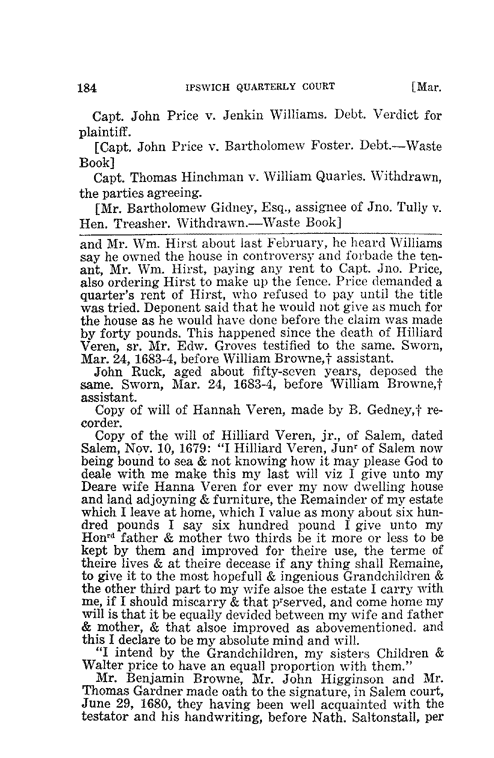 184 IPSWICH QUARTERLY COURT [Mar.
Capt. John Price v. Jenkin Williams. Debt. Verdict for
plaintiff.
[Capt. John Price v. Bartholomew Foster. Debt.—Waste
Book]
Capt. Thomas Hinchman v. William Quarles. Withdrawn,
the parties agreeing.
[Mr. Bartholomew Gidney, Esq., assignee of Jno. Tully v.
Hen. Treasher. Withdrawn.—Waste Book]
and Mr. Wm. Hirst about last February, he heard Williams
say he owned the house in controversy and forbade the ten-
ant, Mr. Wm. Hirst, paying any rent to Capt. Jno. Price,
also ordering Hirst to make up the fence. Price demanded a
quarter's rent of Hirst, who refused to pay until the title
was tried. Deponent said that he would not give as much for
the house as he would have done before the claim was made
by forty pounds. This happened since the death of Hilliard
Veren, sr. Mr. Edw. Groves testified to the same. Sworn,
Mar. 24, 1683-4, before William Browne,† assistant.
John Ruck, aged about fifty-seven years, deposed the
same. Sworn, Mar. 24, 1683-4, before William Browne,†
assistant.
Copy of will of Hannah Veren, made by B. Gedney,† re-
corder.
Copy of the will of Hilliard Veren, jr., of Salem, dated
Salem, Nov. 10, 1679: "I Hilliard Veren, Junʳ of Salem now
being bound to sea & not knowing how it may please God to
deale with me make this my last will viz I give unto my
Deare wife Hanna Veren for ever my now dwelling house
and land adjoyning & furniture, the Remainder of my estate
which I leave at home, which I value as mony about six hun-
dred pounds I say six hundred pound I give unto my
Honʳᵈ father & mother two thirds be it more or less to be
kept by them and improved for theire use, the terme of
theire lives & at theire decease if any thing shall Remaine,
to give it to the most hopefull & ingenious Grandchildren &
the other third part to my wife alsoe the estate I carry with
me, if I should miscarry & that pʳserved, and come home my
will is that it be equally devided between my wife and father
& mother, & that alsoe improved as abovementioned. and
this I declare to be my absolute mind and will.
"I intend by the Grandchildren, my sisters Children &
Walter price to have an equall proportion with them."
Mr. Benjamin Browne, Mr. John Higginson and Mr.
Thomas Gardner made oath to the signature, in Salem court,
June 29, 1680, they having been well acquainted with the
testator and his handwriting, before Nath. Saltonstall, per